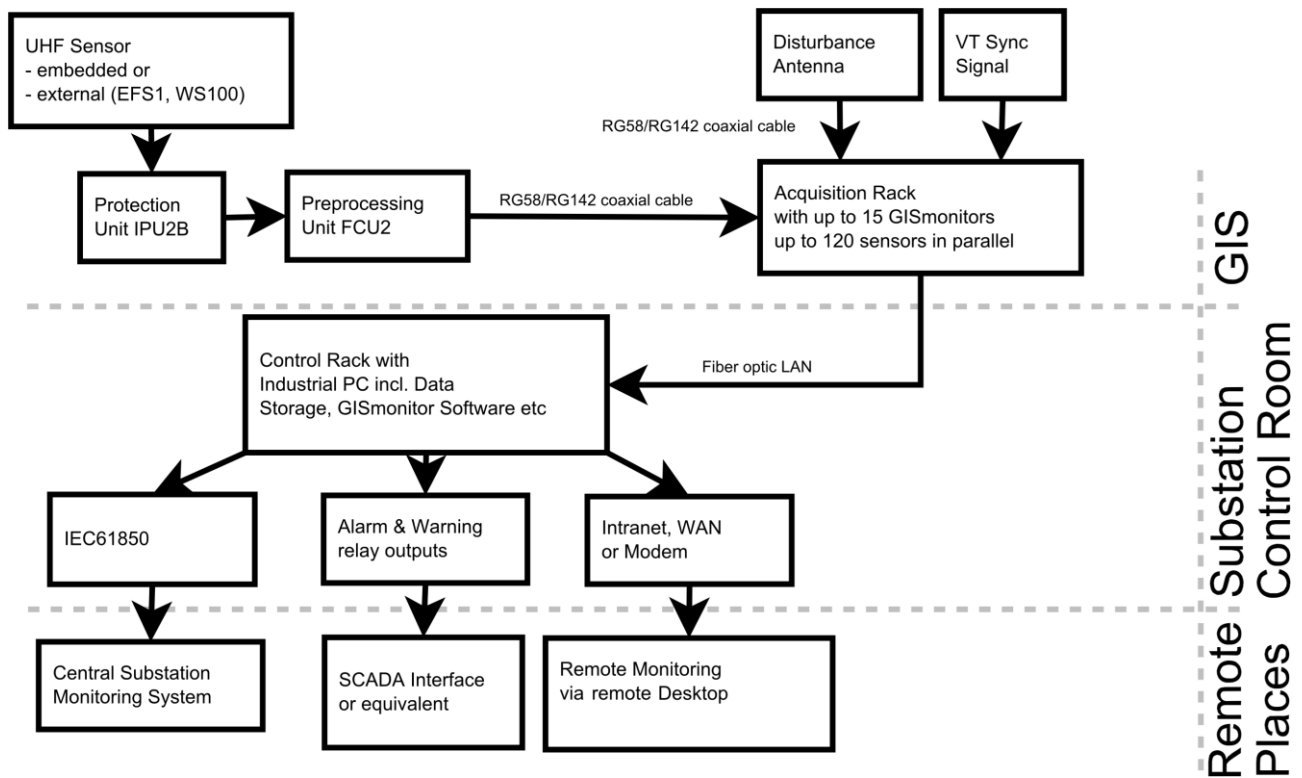 UHF Sensor
- embedded or
- external (EFS1, WS100)
Disturbance
Antenna
VT Sync
Signal
RG58/RG142 coaxial cable
Protection
Unit IPU2B
Preprocessing
Unit FCU2
RG58/RG142 coaxial cable
Acquisition Rack
with up to 15 GISmonitors
up to 120 sensors in parallel
GIS
Control Rack with
Industrial PC incl. Data
Storage, GISmonitor Software etc
Fiber optic LAN
IEC61850
Alarm & Warning
relay outputs
Intranet, WAN
or Modem
Substation
Control Room
Central Substation
Monitoring System
SCADA Interface
or equivalent
Remote Monitoring
via remote Desktop
Remote
Places